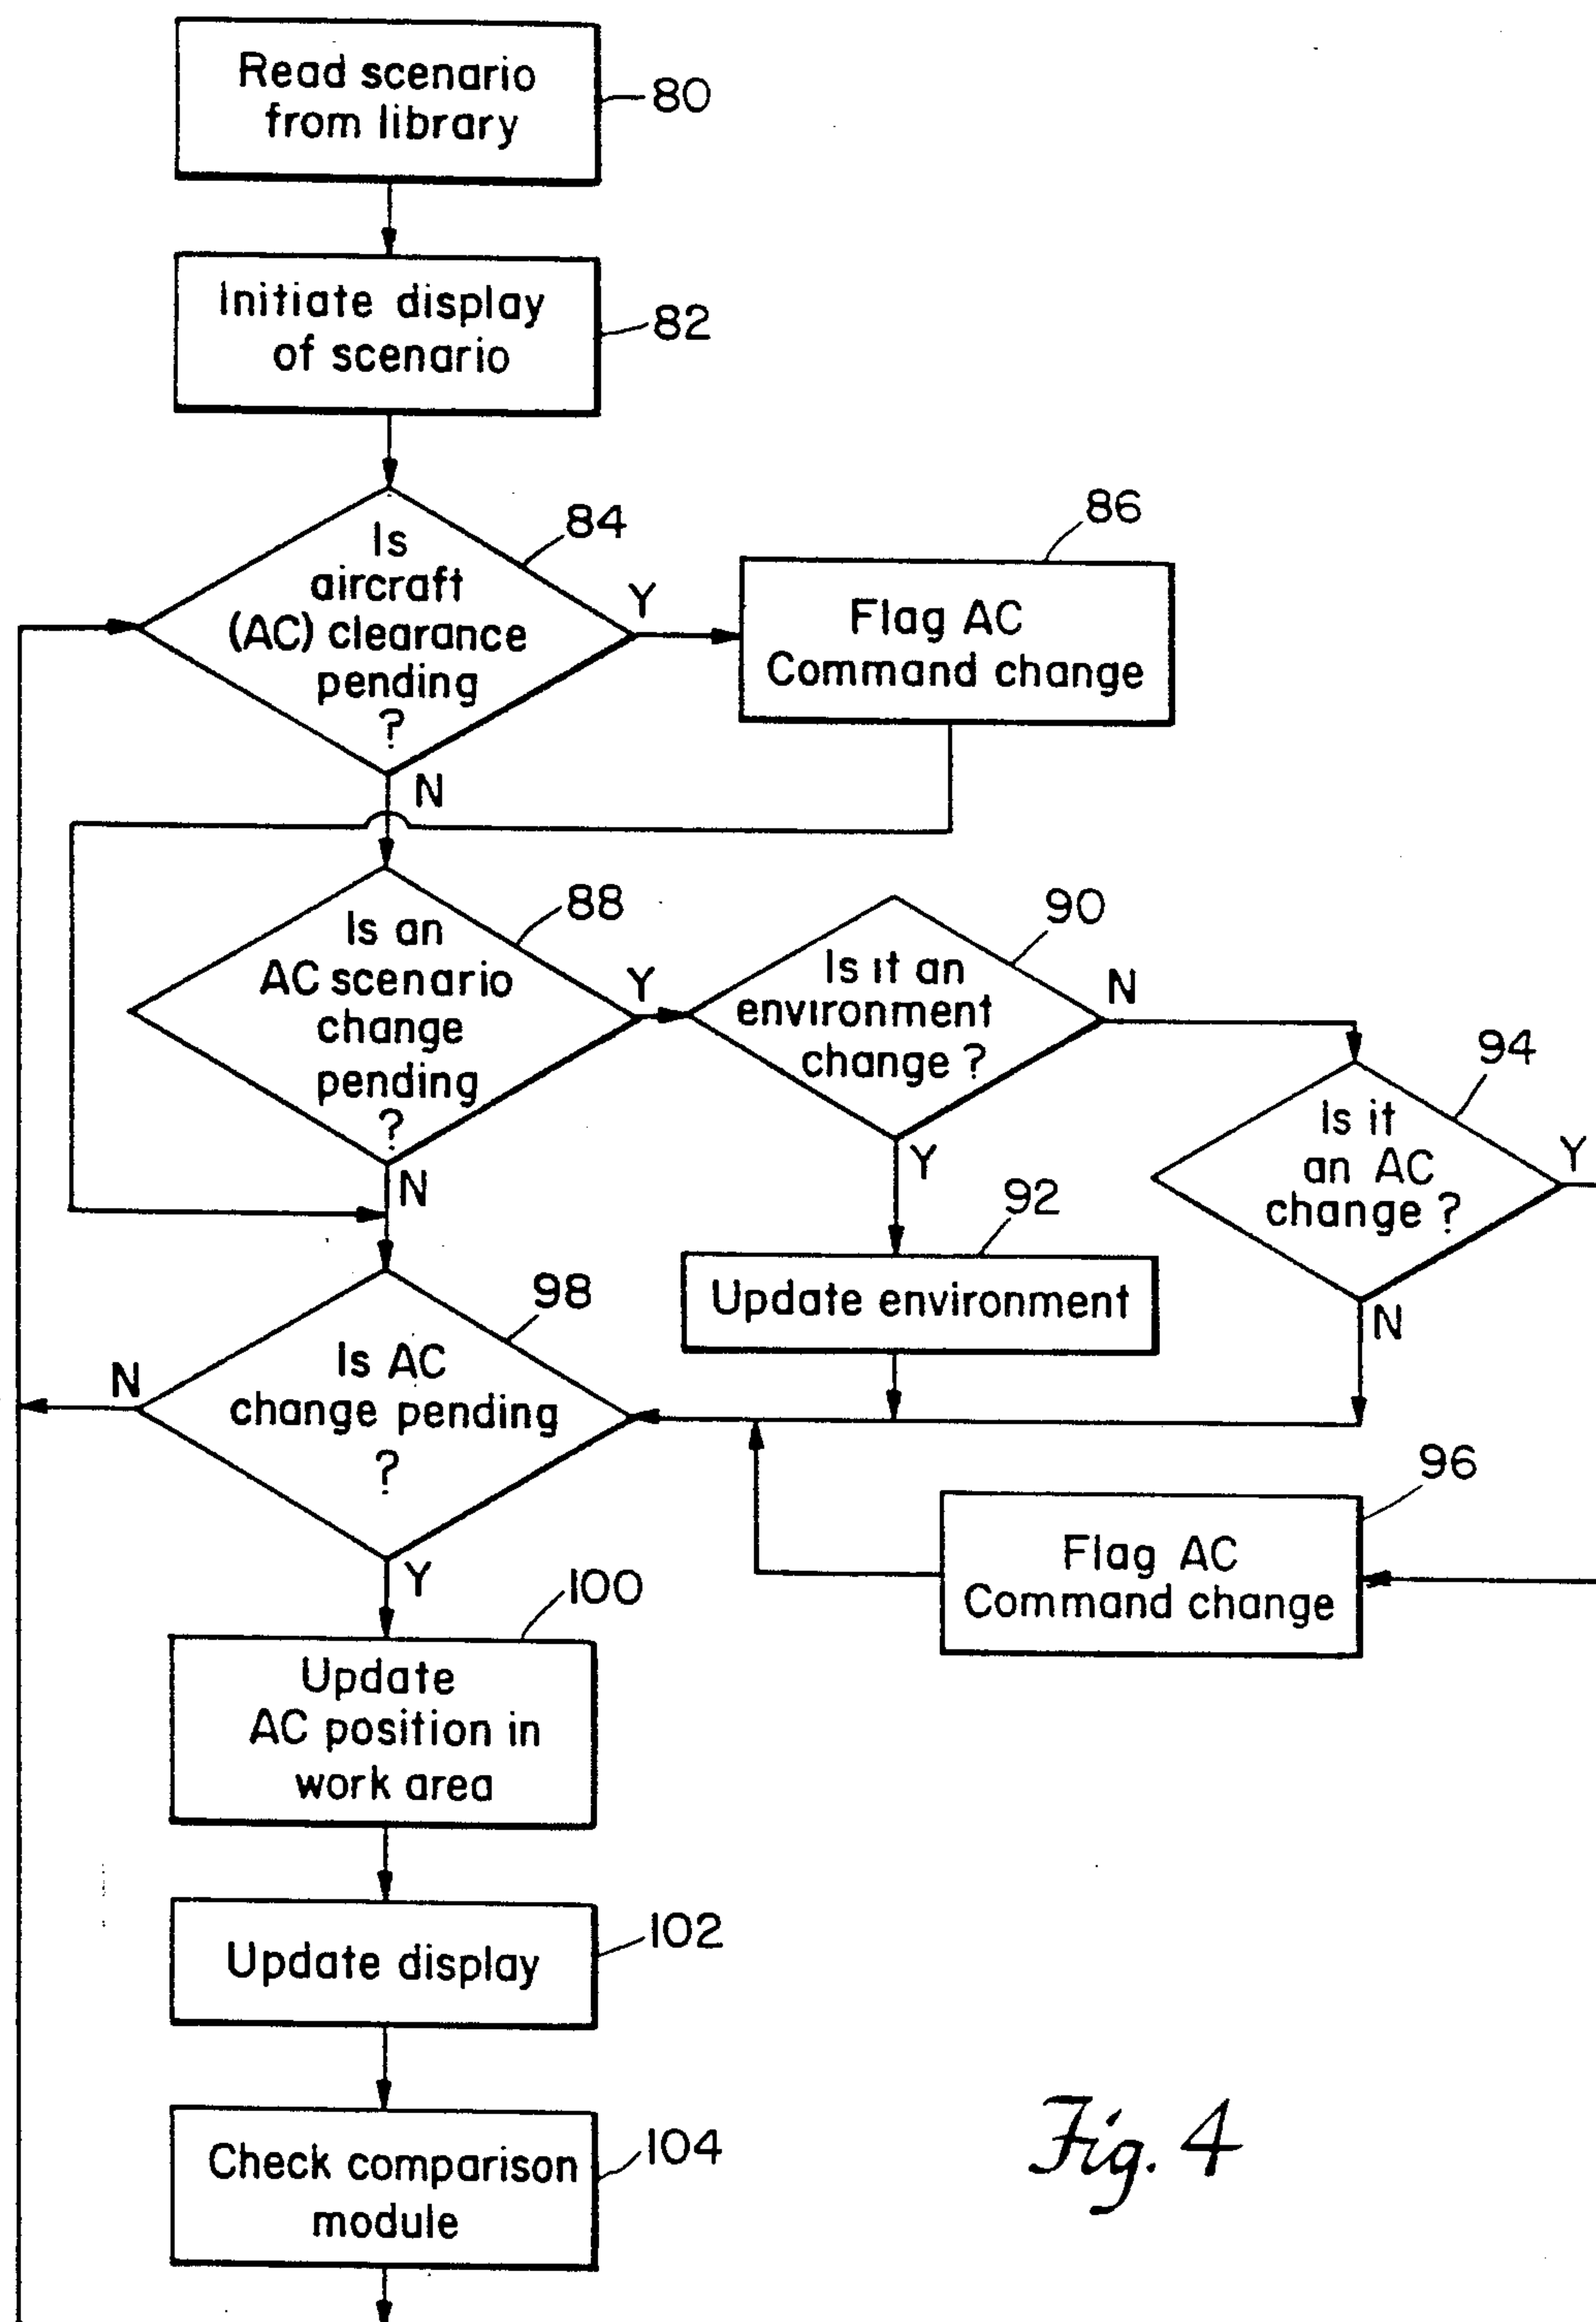 Read scenario
from library
80
Initiate display
of scenario
82
Is
aircraft
(AC) clearance
pending
?
84
Y
N
86
Flag AC
Command change
Is an
AC scenario
change
pending
?
88
Y
N
90
Is it an
environment
change ?
N
Y
94
Is it
an AC
change ?
Y
N
92
Update environment
98
Is AC
change pending
?
N
Y
96
Flag AC
Command change
100
Update
AC position in
work area
102
Update display
104
Check comparison
module
Fig. 4